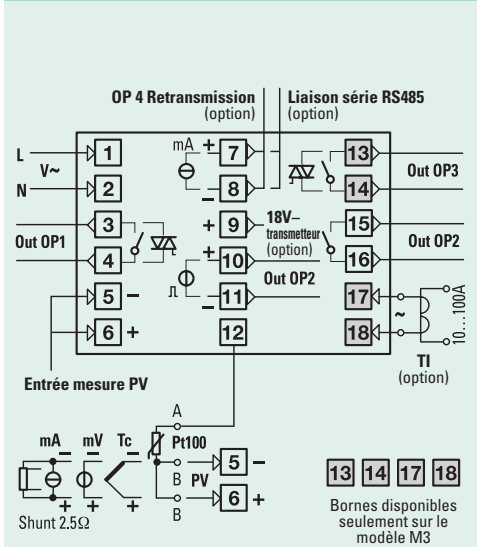 OP 4 Retransmission
(option)
Liaison série RS485
(option)
L
V~
N
1
2
mA
+
–
7
8
13
14
Out OP3
3
4
Out OP1
+
9
18V⎓
transmetteur
(option)
15
16
Out OP2
+
–
10
11
Out OP2
5 –
6 +
12
17
18
~
10...100A
TI
(option)
Entrée mesure PV
A
Pt100
B
B
PV
5 –
6 +
mA
mV
Tc
–
–
–
+
+
+
Shunt 2.5Ω
13 14 17 18
Bornes disponibles
seulement sur le
modèle M3